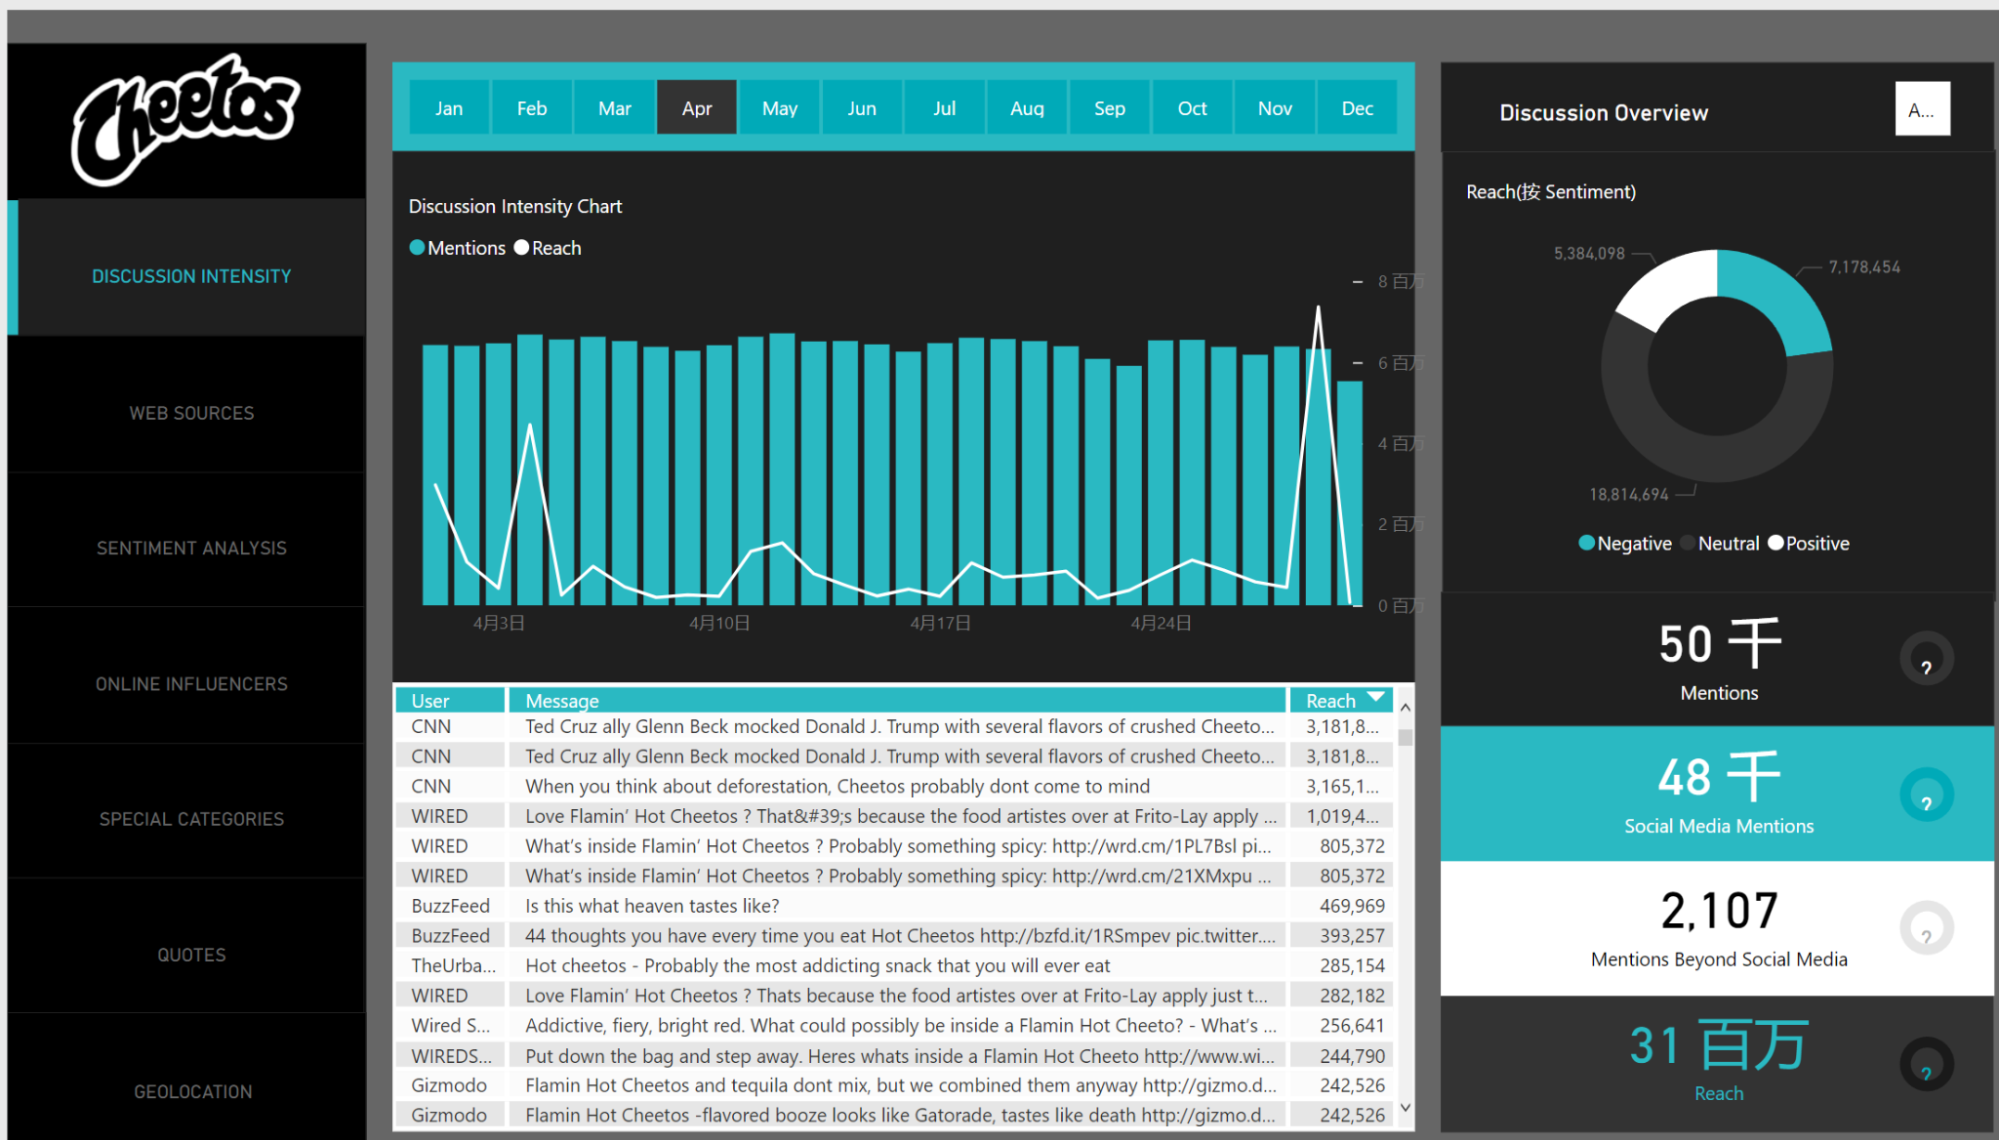 Cheetos
DISCUSSION INTENSITY
WEB SOURCES
SENTIMENT ANALYSIS
ONLINE INFLUENCERS
SPECIAL CATEGORIES
QUOTES
GEOLOCATION
Jan Feb Mar Apr May Jun Jul Aug Sep Oct Nov Dec
Discussion Intensity Chart
Mentions Reach
8 百万
6 百万
4 百万
2 百万
0 百万
4月3日 4月10日 4月17日 4月24日
User Message Reach
CNN Ted Cruz ally Glenn Beck mocked Donald J. Trump with several flavors of crushed Cheeto... 3,181,8...
CNN Ted Cruz ally Glenn Beck mocked Donald J. Trump with several flavors of crushed Cheeto... 3,181,8...
CNN When you think about deforestation, Cheetos probably dont come to mind 3,165,1...
WIRED Love Flamin’ Hot Cheetos ? That&#39;s because the food artistes over at Frito-Lay apply ... 1,019,4...
WIRED What’s inside Flamin’ Hot Cheetos ? Probably something spicy: http://wrd.cm/1PL7Bsl pi... 805,372
WIRED What’s inside Flamin’ Hot Cheetos ? Probably something spicy: http://wrd.cm/21XMxpu ... 805,372
BuzzFeed Is this what heaven tastes like? 469,969
BuzzFeed 44 thoughts you have every time you eat Hot Cheetos http://bzfd.it/1RSmpev pic.twitter.... 393,257
TheUrba... Hot cheetos - Probably the most addicting snack that you will ever eat 285,154
WIRED Love Flamin’ Hot Cheetos ? Thats because the food artistes over at Frito-Lay apply just t... 282,182
Wired S... Addictive, fiery, bright red. What could possibly be inside a Flamin Hot Cheeto? - What’s ... 256,641
WIREDS... Put down the bag and step away. Heres whats inside a Flamin Hot Cheeto http://www.wi... 244,790
Gizmodo Flamin Hot Cheetos and tequila dont mix, but we combined them anyway http://gizmo.d... 242,526
Gizmodo Flamin Hot Cheetos -flavored booze looks like Gatorade, tastes like death http://gizmo.d... 242,526
Discussion Overview
A...
Reach(按 Sentiment)
5,384,098
7,178,454
18,814,694
Negative Neutral Positive
50 千
Mentions
?
48 千
Social Media Mentions
?
2,107
Mentions Beyond Social Media
?
31 百万
Reach
?